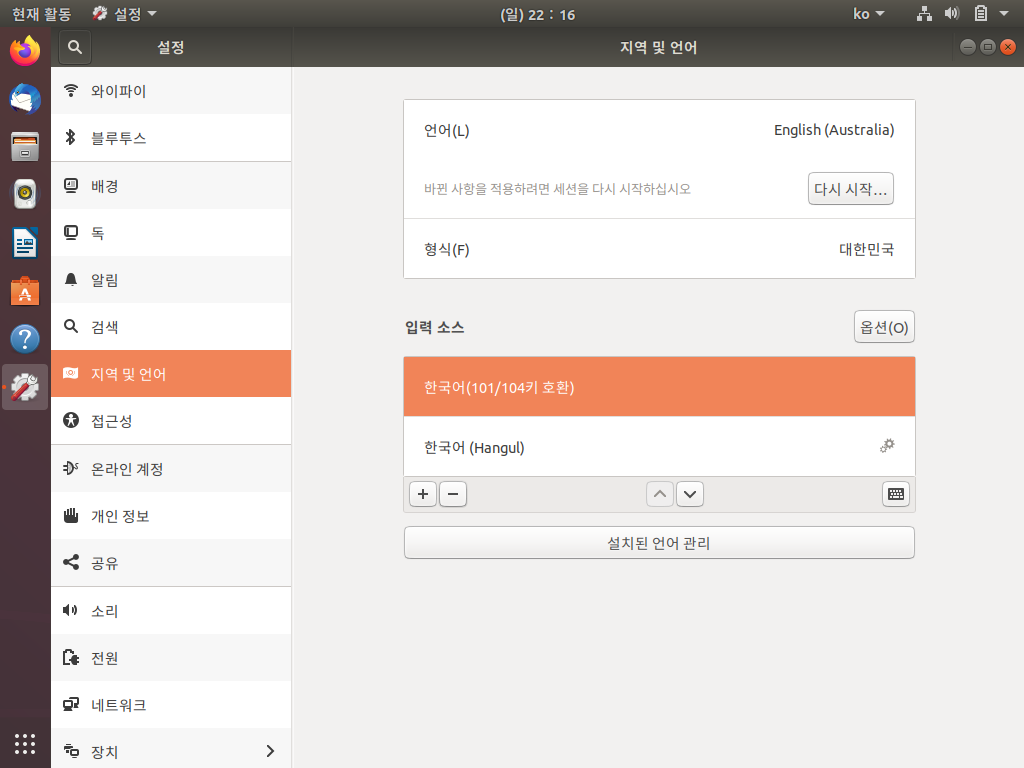 현재 활동 설정 (일) 22 : 16 ko
설정 지역 및 언어
와이파이
블루투스
배경
독
알림
검색
지역 및 언어
접근성
온라인 계정
개인 정보
공유
소리
전원
네트워크
장치
언어(L) English (Australia)
바뀐 사항을 적용하려면 세션을 다시 시작하십시오 다시 시작...
형식(F) 대한민국
입력 소스 옵션(O)
한국어(101/104키 호환)
한국어 (Hangul)
설치된 언어 관리